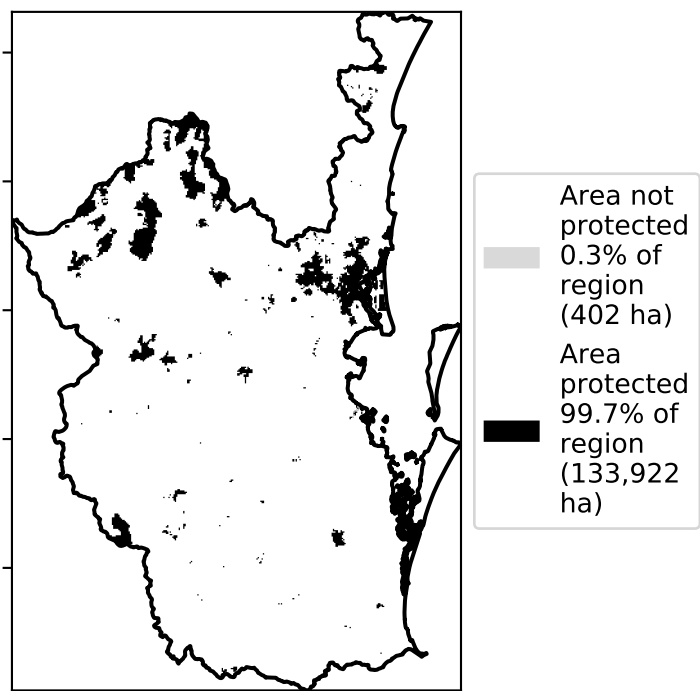 Area not
protected
0.3% of
region
(402 ha)
Area
protected
99.7% of
region
(133,922
ha)